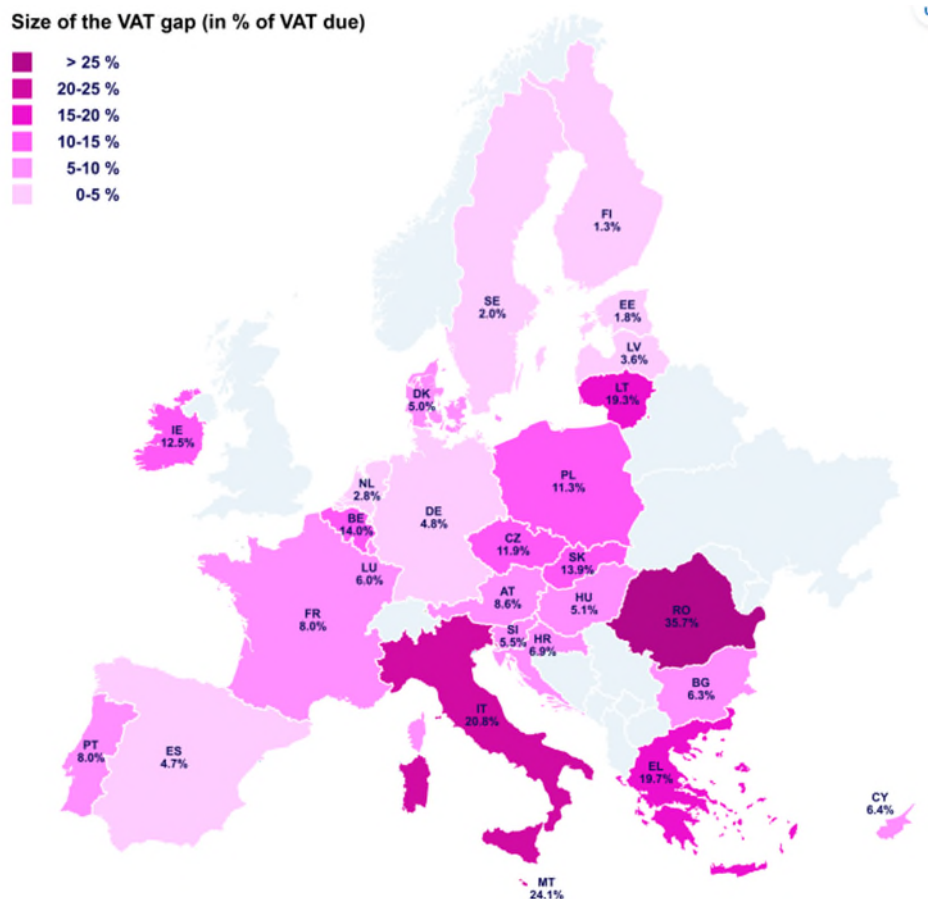 Size of the VAT gap (in % of VAT due)
> 25 %
20-25 %
15-20 %
10-15 %
5-10 %
0-5 %
FI
1.3%
SE
2.0%
EE
1.8%
LV
3.6%
LT
19.3%
DK
5.0%
IE
12.5%
NL
2.8%
DE
4.8%
PL
11.3%
BE
14.0%
CZ
11.9%
SK
13.9%
LU
6.0%
AT
8.6%
HU
5.1%
FR
8.0%
SI
5.5%
HR
6.9%
RO
35.7%
BG
6.3%
IT
20.8%
PT
8.0%
ES
4.7%
EL
19.7%
CY
6.4%
MT
24.1%